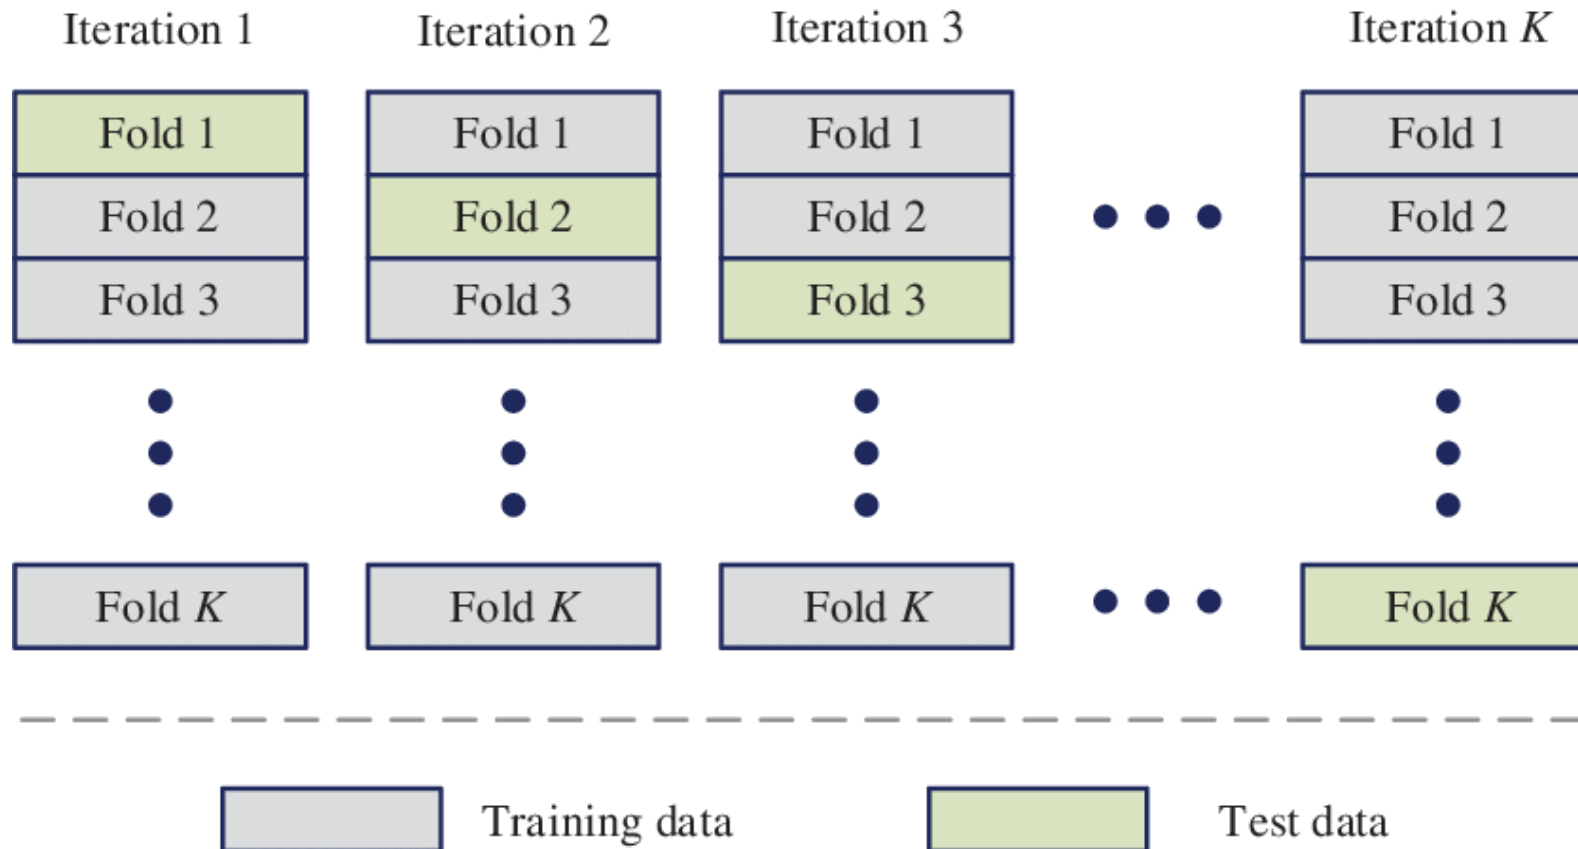 Iteration 1
Iteration 2
Iteration 3
Iteration K
Fold 1
Fold 1
Fold 1
Fold 1
Fold 2
Fold 2
Fold 2
Fold 2
Fold 3
Fold 3
Fold 3
Fold 3
Fold K
Fold K
Fold K
Fold K
Training data
Test data